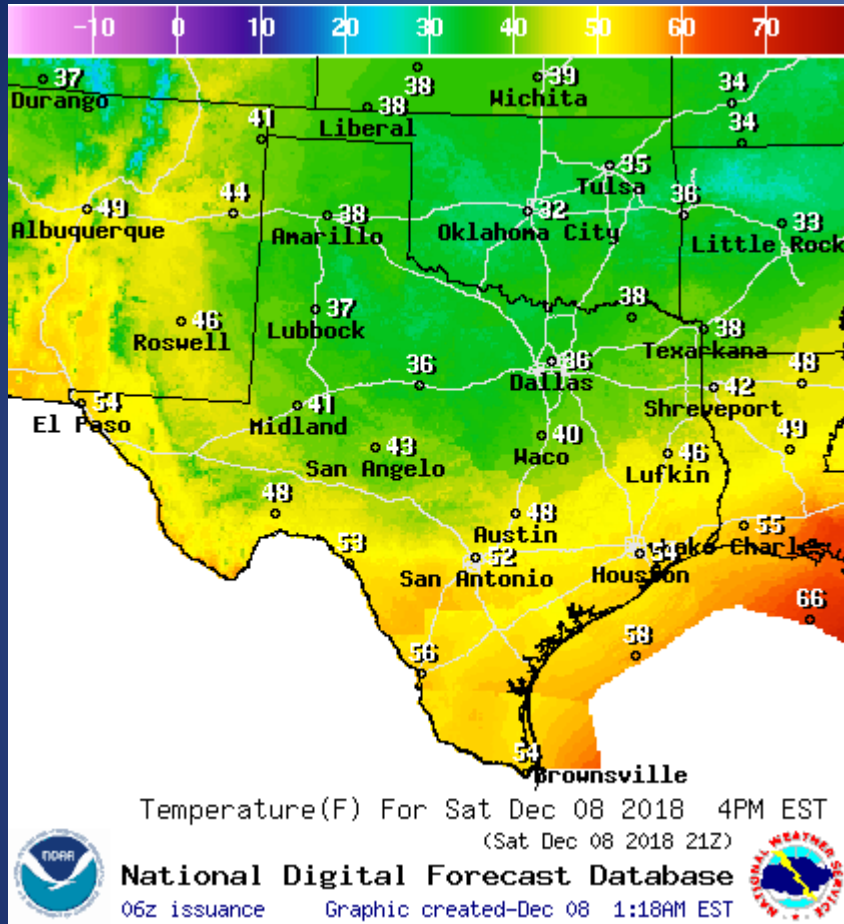 -10 0 10 20 30 40 50 60 70
37 38 39 34
Durango 38 Wichita
41 Liberal 34
35
Tulsa
49 44 38 32 36 33
Albuquerque Amarillo Oklahoma City Little Rock
46 37 38 38
Roswell Lubbock Texarkana
36 36 48
Dallas
54 41 42
El Paso Midland Shreveport
43 40 46 49
San Angelo Waco Lufkin
48 48 55
Austin
53 52 54 Lake Charles
San Antonio Houston
66
56 58
54
Brownsville
Temperature(F) For Sat Dec 08 2018 4PM EST
(Sat Dec 08 2018 21Z)
National Digital Forecast Database
06z issuance Graphic created-Dec 08 1:18AM EST
NOAA
NATIONAL WEATHER SERVICE